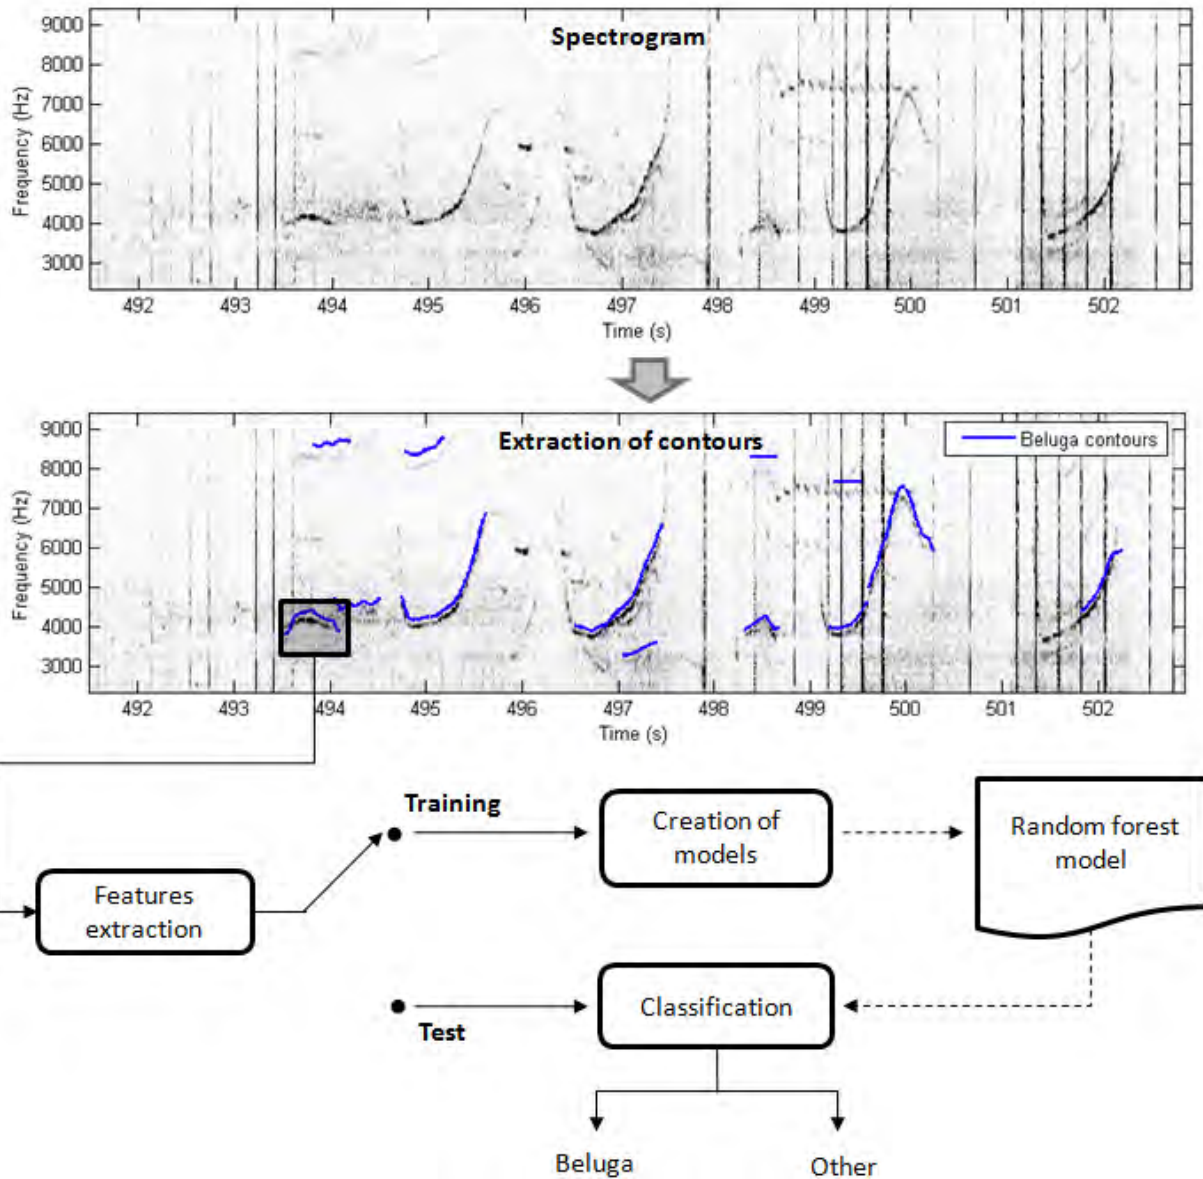 Spectrogram
9000
8000
7000
6000
5000
4000
3000
Frequency (Hz)
492 493 494 495 496 497 498 499 500 501 502
Time (s)
Extraction of contours
Beluga contours
9000
8000
7000
6000
5000
4000
3000
Frequency (Hz)
492 493 494 495 496 497 498 499 500 501 502
Time (s)
Training
Creation of
models
Random forest
model
Features
extraction
Test
Classification
Beluga
Other